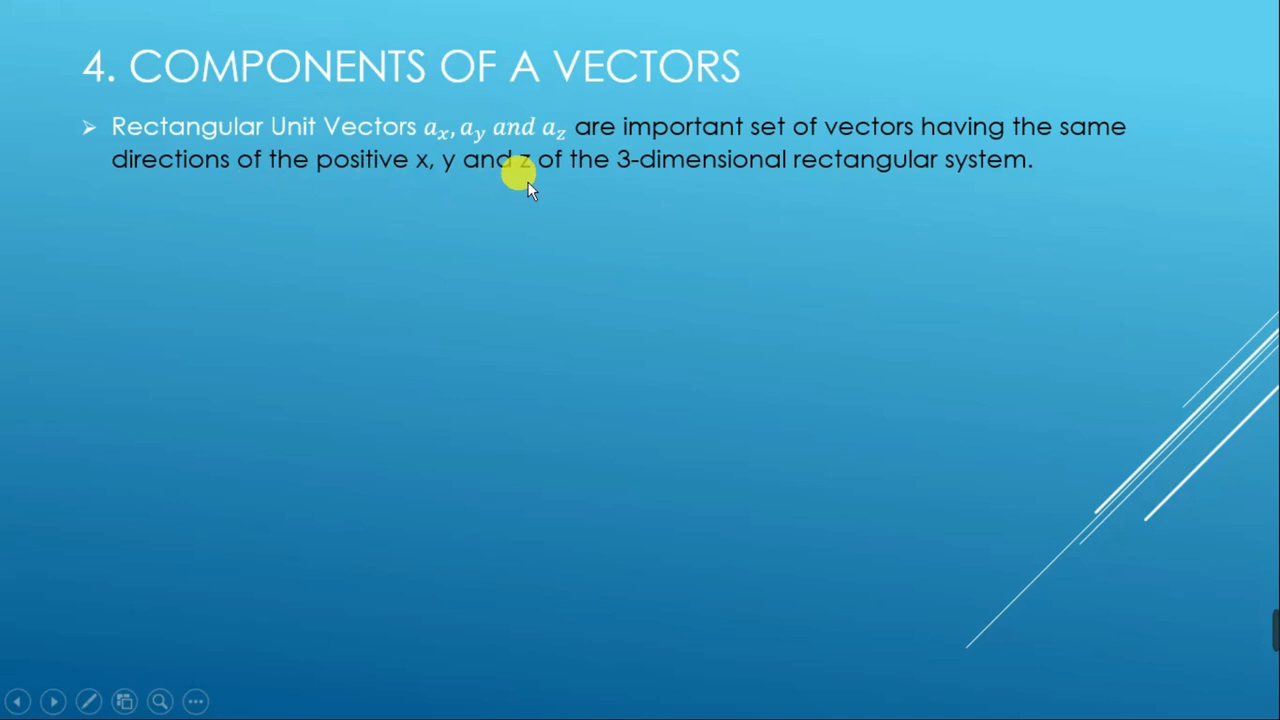 4. COMPONENTS OF A VECTORS
➢ Rectangular Unit Vectors aₓ, a_y and a_z are important set of vectors having the same
directions of the positive x, y and z of the 3-dimensional rectangular system.